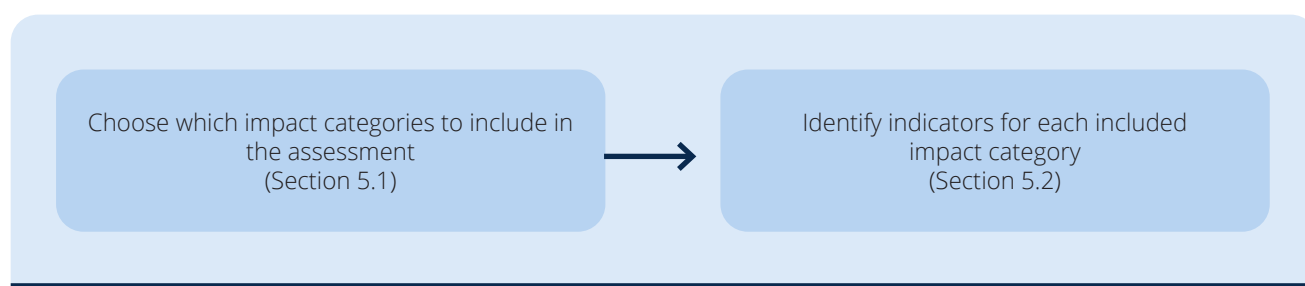 Choose which impact categories to include in
the assessment
(Section 5.1)
Identify indicators for each included
impact category
(Section 5.2)